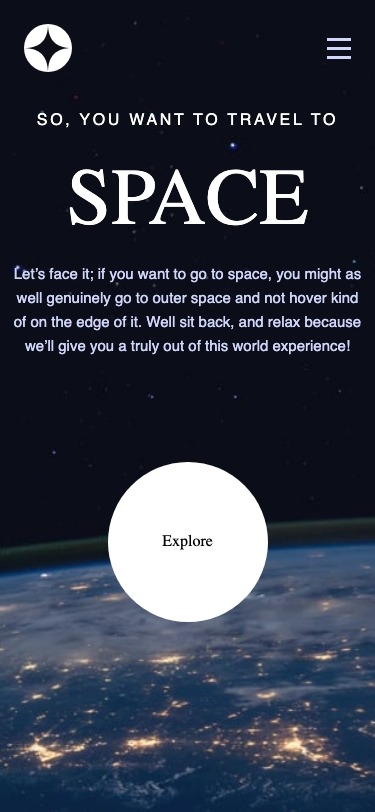 SO, YOU WANT TO TRAVEL TO
SPACE
Let’s face it; if you want to go to space, you might as
well genuinely go to outer space and not hover kind
of on the edge of it. Well sit back, and relax because
we’ll give you a truly out of this world experience!
Explore